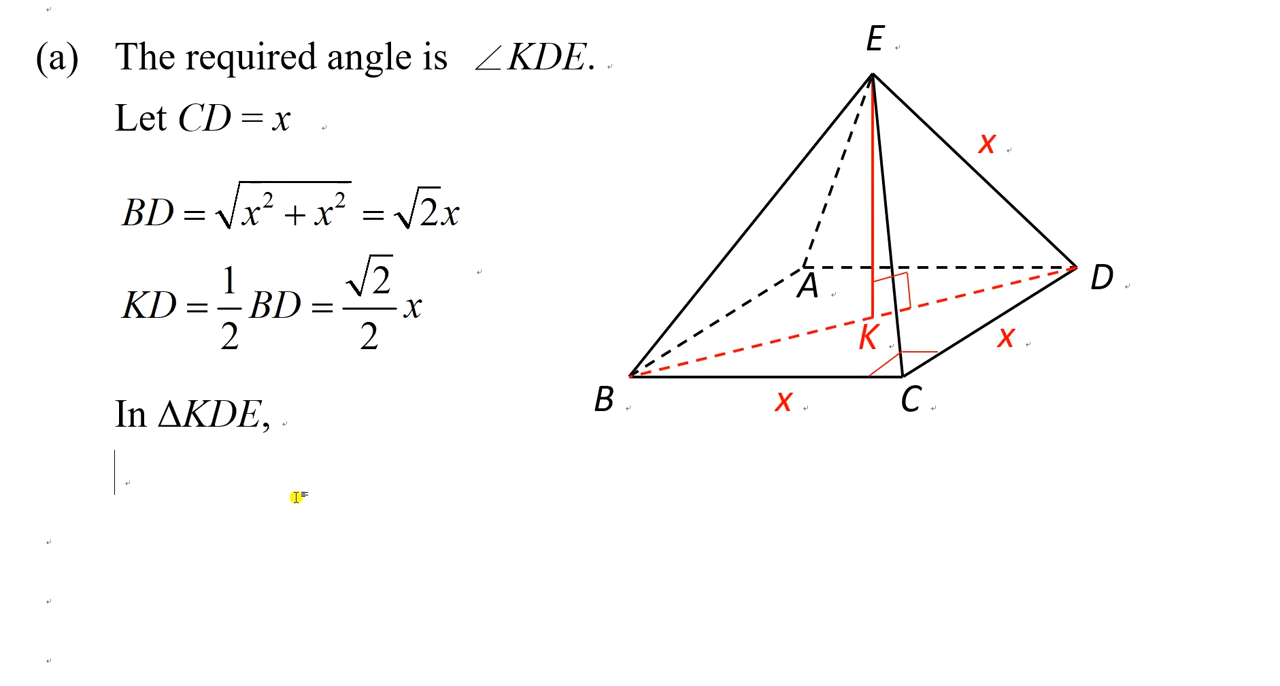 (a) The required angle is ∠KDE.
Let CD = x
BD = √(x² + x²) = √2x
KD = 1/2 BD = √2/2 x
In ΔKDE,
E
x
A
D
K
x
B
x
C